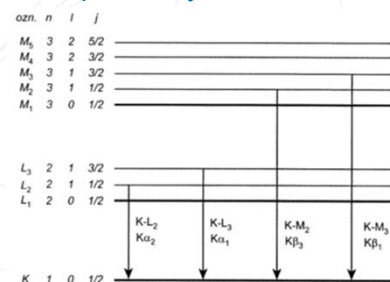 ozn. n l j
M5 3 2 5/2
M4 3 2 3/2
M3 3 1 3/2
M2 3 1 1/2
M1 3 0 1/2
L3 2 1 3/2
L2 2 1 1/2
L1 2 0 1/2
K-L2 K-L3 K-M2 K-M3
Kα2 Kα1 Kβ3 Kβ1
K 1 0 1/2